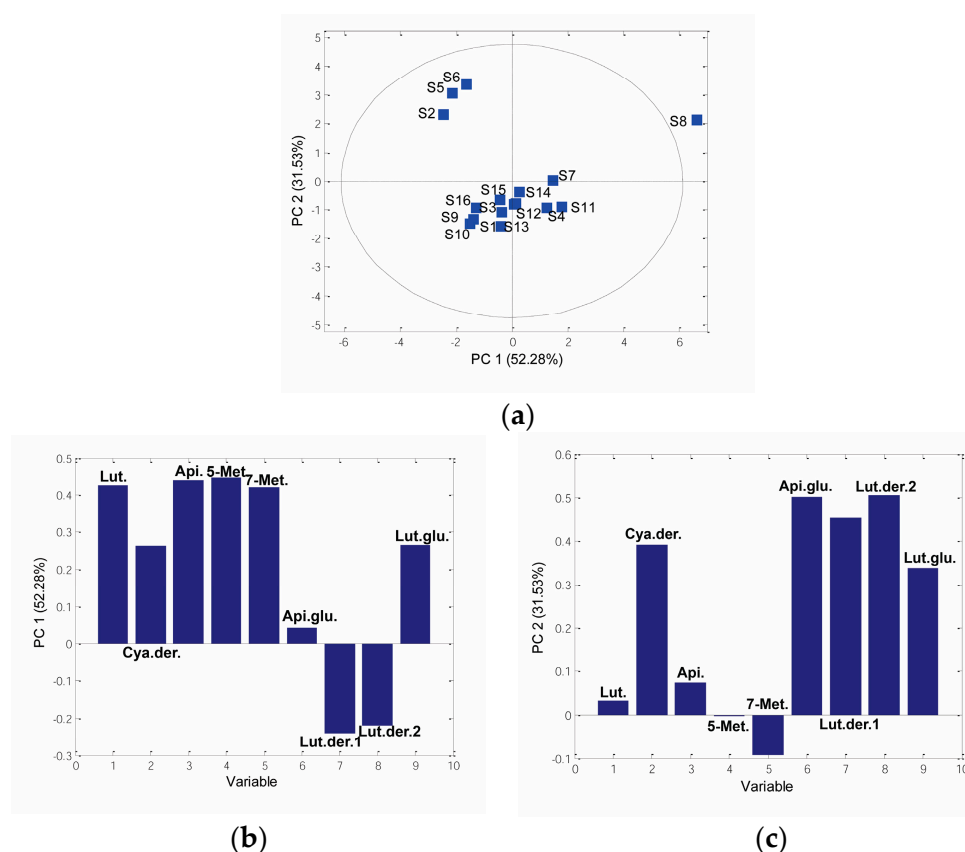 5
4
3
2
1
0
-1
-2
-3
-4
-5
PC 2 (31.53%)
S6
S5
S2
S8
S7
S15
S14
S16
S3
S12
S11
S4
S9
S1
S13
S10
-6 -4 -2 0 2 4 6
PC 1 (52.28%)
(a)
0.5
0.4
0.3
0.2
0.1
0
-0.1
-0.2
-0.3
PC 1 (52.28%)
Lut.
Api.
5-Met.
7-Met.
Lut.glu.
Api.glu.
Cya.der.
Lut.der.1
Lut.der.2
0 1 2 3 4 5 6 7 8 9 10
Variable
(b)
0.6
0.5
0.4
0.3
0.2
0.1
0
-0.1
PC 2 (31.53%)
Api.glu.
Lut.der.2
Cya.der.
Lut.glu.
Lut.
Api.
7-Met.
5-Met.
Lut.der.1
0 1 2 3 4 5 6 7 8 9 10
Variable
(c)